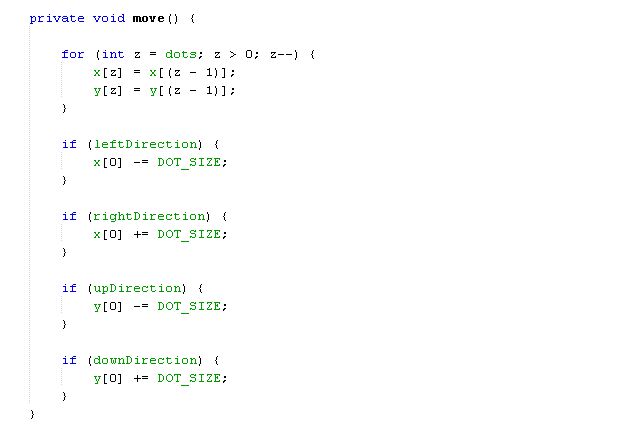 private void move() {
for (int z = dots; z > 0; z--) {
x[z] = x[(z - 1)];
y[z] = y[(z - 1)];
}
if (leftDirection) {
x[0] -= DOT_SIZE;
}
if (rightDirection) {
x[0] += DOT_SIZE;
}
if (upDirection) {
y[0] -= DOT_SIZE;
}
if (downDirection) {
y[0] += DOT_SIZE;
}
}